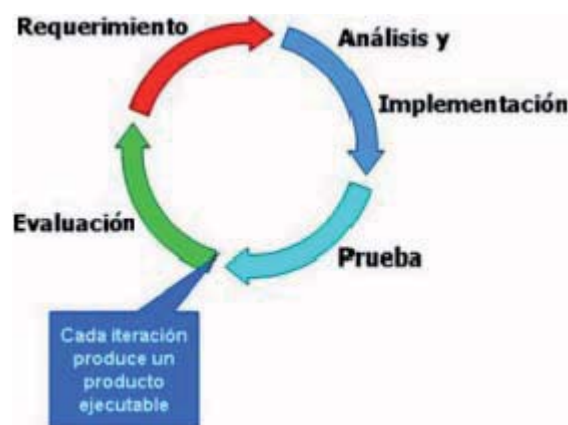 Requerimiento
Análisis y
Implementación
Prueba
Evaluación
Cada iteración
produce un
producto
ejecutable